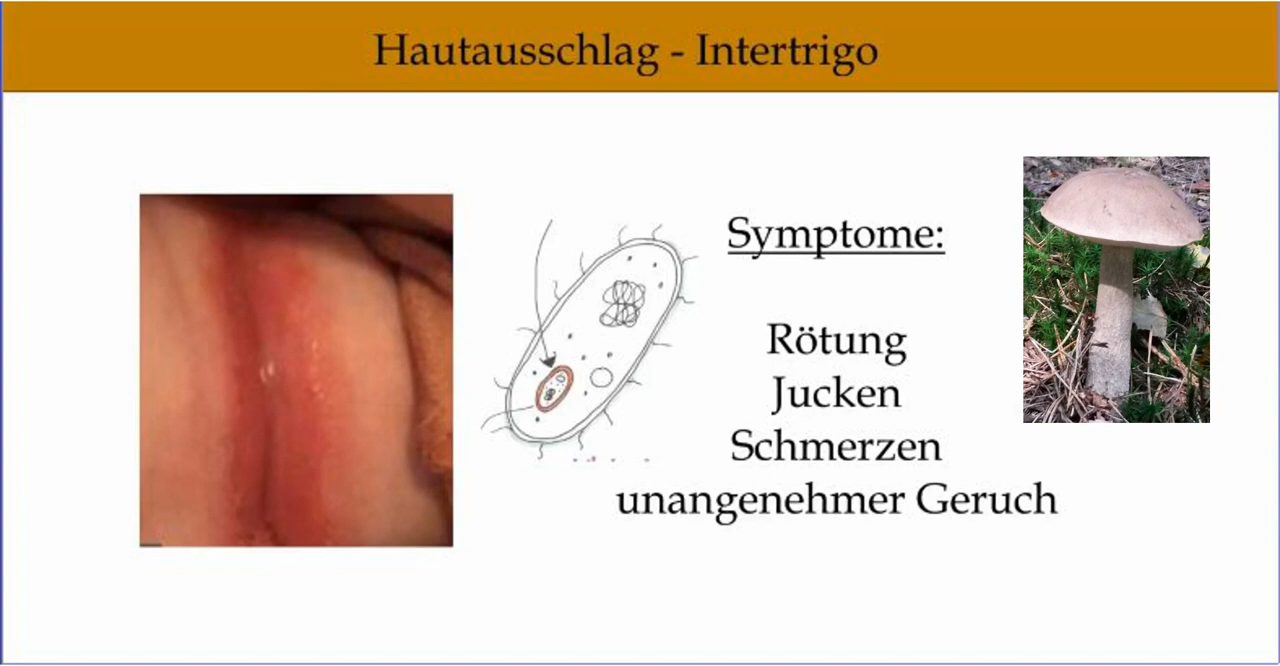 Hautausschlag - Intertrigo
Symptome:
Rötung
Jucken
Schmerzen
unangenehmer Geruch